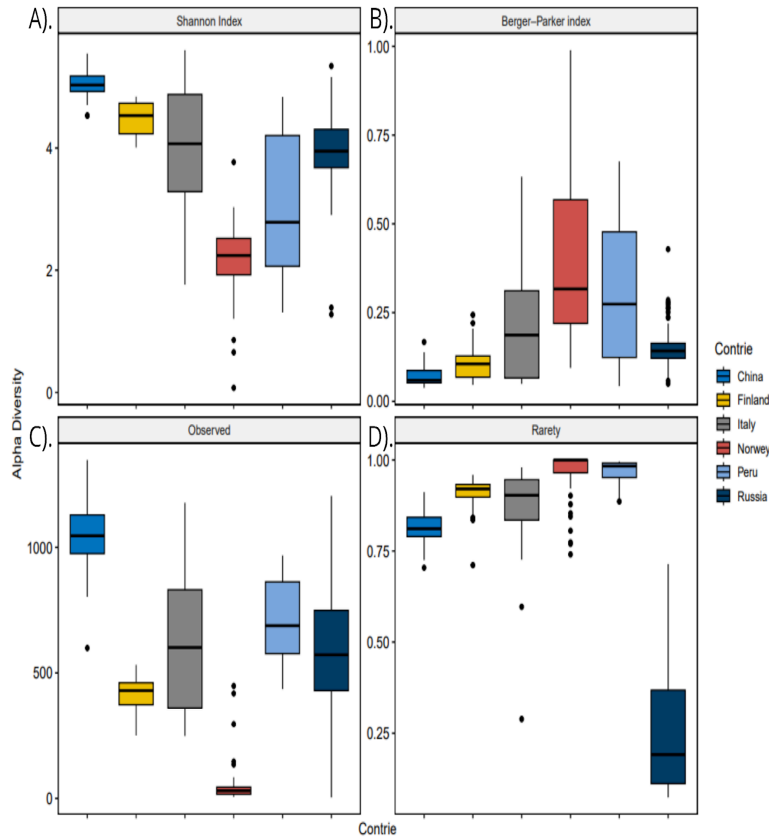 A).
Shannon Index
B).
Berger−Parker index
4
2
0
1.00
0.75
0.50
0.25
0.00
Alpha Diversity
C).
Observed
D).
Rarety
1000
500
0
1.00
0.75
0.50
0.25
Contrie
Contrie
China
Finland
Italy
Norwey
Peru
Russia